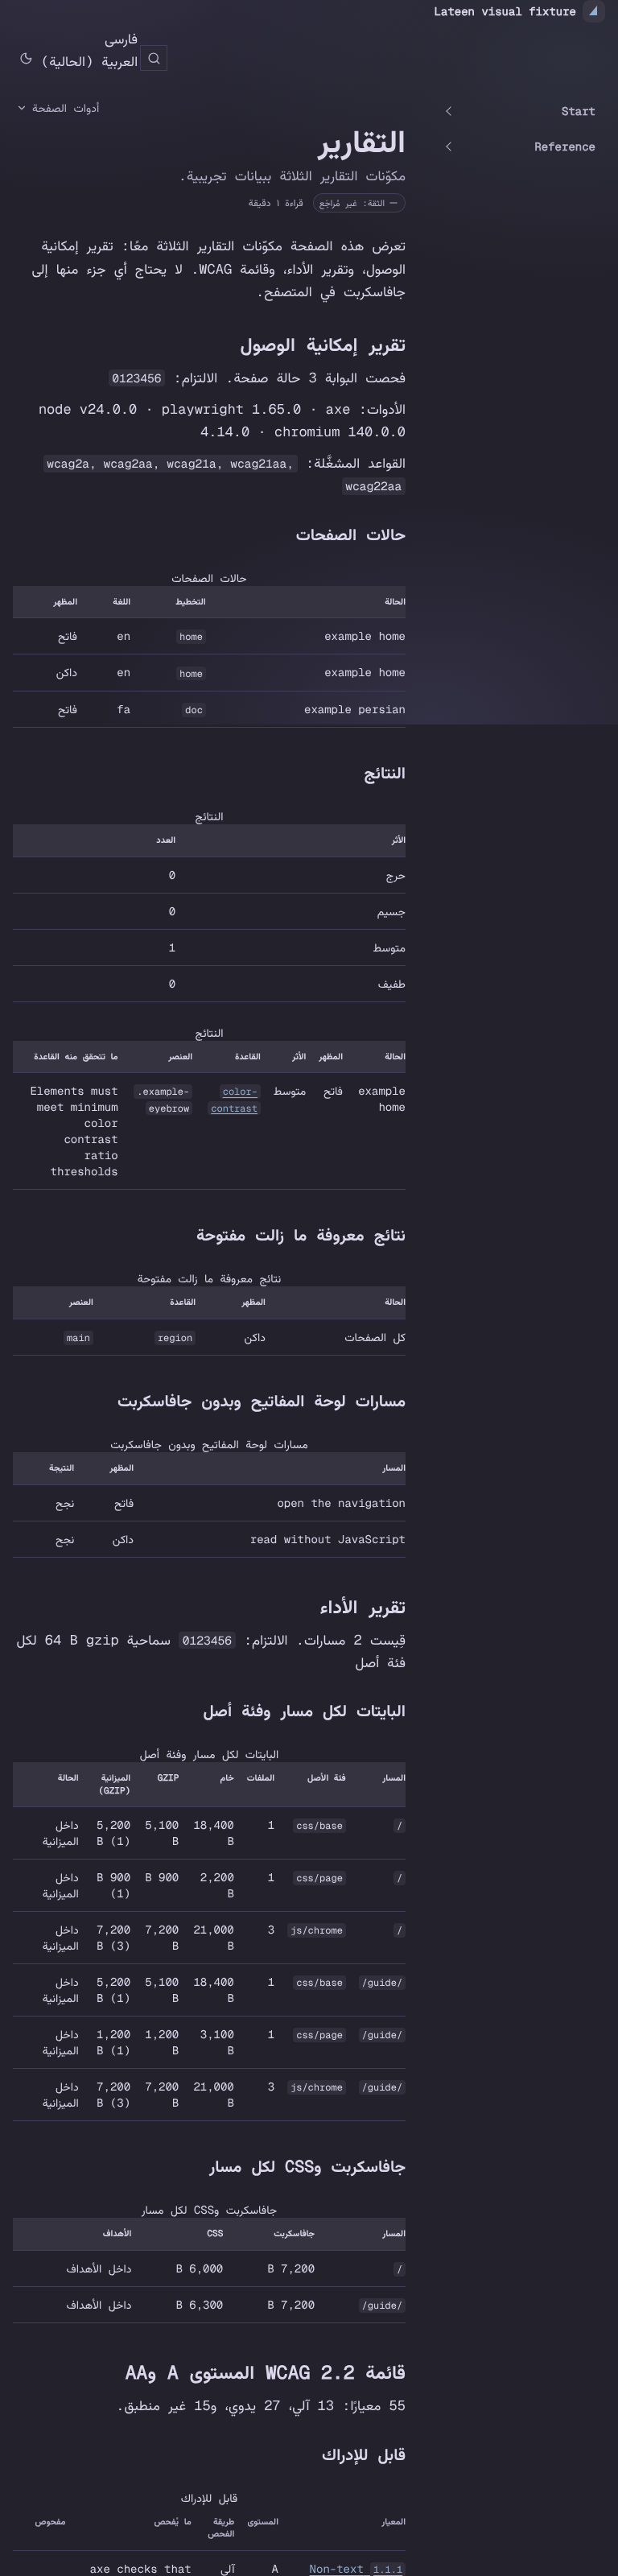 Lateen visual fixture
فارسی
العربية (الحالية)
أدوات الصفحة
Start
Reference
التقارير
مكوّنات التقارير الثلاثة ببيانات تجريبية.
— الثقة: غير مُراجَع
قراءة ١ دقيقة
تعرض هذه الصفحة مكوّنات التقارير الثلاثة معًا: تقرير إمكانية
الوصول، وتقرير الأداء، وقائمة WCAG. لا يحتاج أي جزء منها إلى
جافاسكربت في المتصفح.
تقرير إمكانية الوصول
فحصت البوابة 3 حالة صفحة. الالتزام: 0123456
الأدوات: node v24.0.0 · playwright 1.65.0 · axe
4.14.0 · chromium 140.0.0
القواعد المشغَّلة: wcag2a, wcag2aa, wcag21a, wcag21aa,
wcag22aa
حالات الصفحات
حالات الصفحات
الحالة التخطيط اللغة المظهر
example home home en فاتح
example home home en داكن
example persian doc fa فاتح
النتائج
النتائج
الأثر العدد
حرج 0
جسيم 0
متوسط 1
طفيف 0
النتائج
الحالة المظهر الأثر القاعدة العنصر ما تتحقق منه القاعدة
example home فاتح متوسط color-contrast .example-eyebrow Elements must
meet minimum
color
contrast
ratio
thresholds
نتائج معروفة ما زالت مفتوحة
نتائج معروفة ما زالت مفتوحة
الحالة المظهر القاعدة العنصر
كل الصفحات داكن region main
مسارات لوحة المفاتيح وبدون جافاسكربت
مسارات لوحة المفاتيح وبدون جافاسكربت
المسار المظهر النتيجة
open the navigation فاتح نجح
read without JavaScript داكن نجح
تقرير الأداء
قِيست 2 مسارات. الالتزام: 0123456 سماحية 64 B gzip لكل
فئة أصل
البايتات لكل مسار وفئة أصل
البايتات لكل مسار وفئة أصل
المسار فئة الأصل الملفات خام GZIP الميزانية (GZIP) الحالة
/ css/base 1 18,400 B 5,100 B 5,200 B (1) داخل الميزانية
/ css/page 1 2,200 B 900 B 900 B (1) داخل الميزانية
/ js/chrome 3 21,000 B 7,200 B 7,200 B (3) داخل الميزانية
/guide/ css/base 1 18,400 B 5,100 B 5,200 B (1) داخل الميزانية
/guide/ css/page 1 3,100 B 1,200 B 1,200 B (1) داخل الميزانية
/guide/ js/chrome 3 21,000 B 7,200 B 7,200 B (3) داخل الميزانية
جافاسكربت وCSS لكل مسار
جافاسكربت وCSS لكل مسار
المسار جافاسكربت CSS الأهداف
/ 7,200 B 6,000 B داخل الأهداف
/guide/ 7,200 B 6,300 B داخل الأهداف
قائمة WCAG 2.2 المستوى A وAA
55 معيارًا: 13 آلي، 27 يدوي، و15 غير منطبق.
قابل للإدراك
قابل للإدراك
المعيار المستوى طريقة الفحص ما يُفحص مفحوص
1.1.1 Non-text A آلي axe checks that